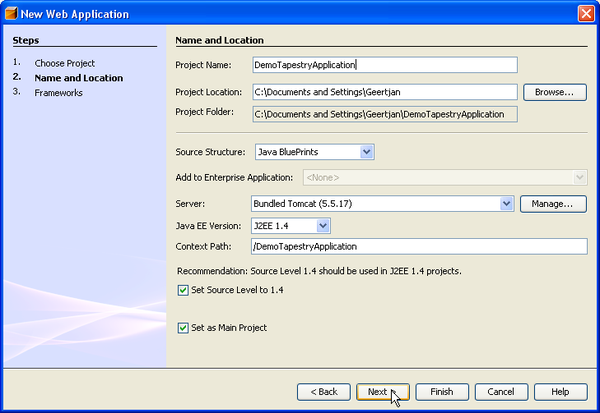 New Web Application
Steps
1. Choose Project
2. Name and Location
3. Frameworks
Name and Location
Project Name: DemoTapestryApplication
Project Location: C:\Documents and Settings\Geertjan Browse...
Project Folder: C:\Documents and Settings\Geertjan\DemoTapestryApplication
Source Structure: Java BluePrints
Add to Enterprise Application: <None>
Server: Bundled Tomcat (5.5.17) Manage...
Java EE Version: J2EE 1.4
Context Path: /DemoTapestryApplication
Recommendation: Source Level 1.4 should be used in J2EE 1.4 projects.
Set Source Level to 1.4
Set as Main Project
< Back Next > Finish Cancel Help